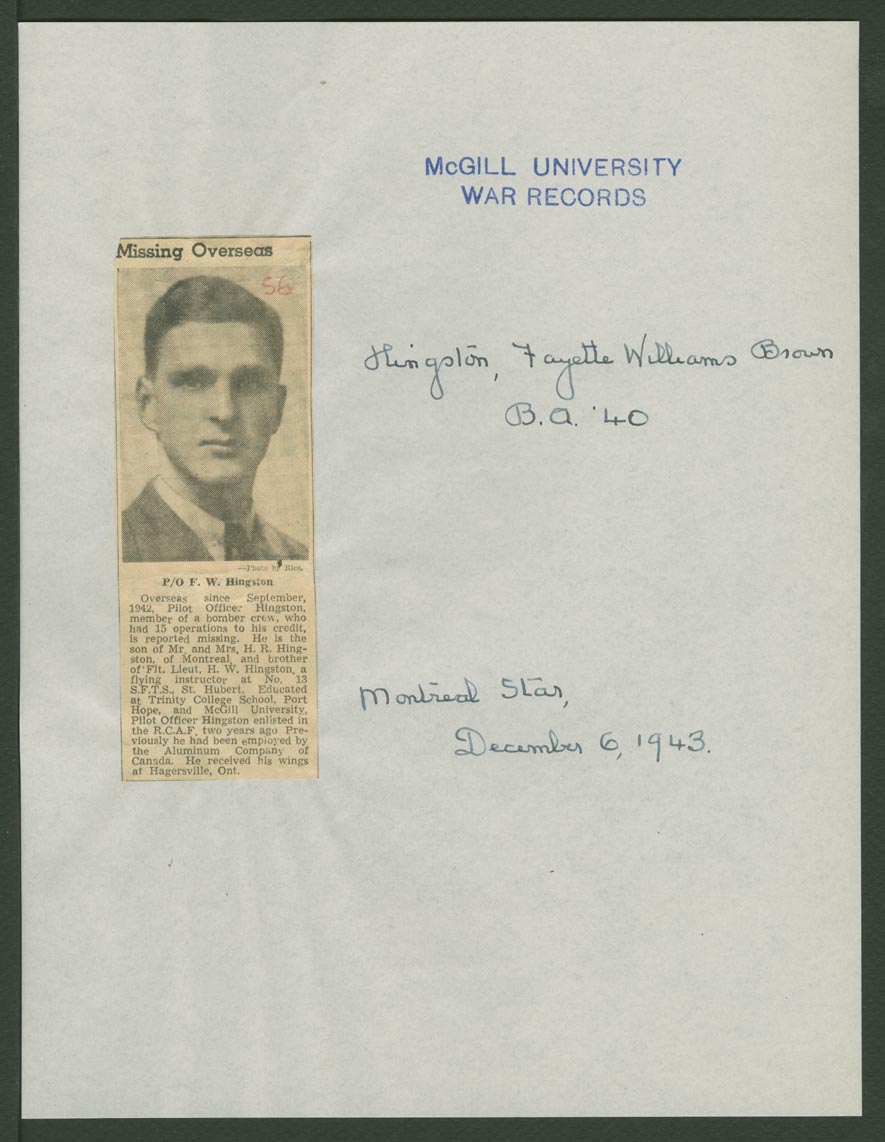 McGILL UNIVERSITY
WAR RECORDS
Missing Overseas
56
Hingston, Fayette Williams Brown
B.A. '40
—Photo by Rice.
P/O F. W. Hingston
Overseas since September,
1942, Pilot Officer Hingston,
member of a bomber crew, who
had 15 operations to his credit,
is reported missing. He is the
son of Mr. and Mrs. H. R. Hing-
ston, of Montreal, and brother
of Flt. Lieut. H. W. Hingston, a
flying instructor at No. 13
S.F.T.S., St. Hubert. Educated
at Trinity College School, Port
Hope, and McGill University,
Pilot Officer Hingston enlisted in
the R.C.A.F. two years ago Pre-
viously he had been employed by
the Aluminum Company of
Canada. He received his wings
at Hagersville, Ont.
Montreal Star,
December 6, 1943.